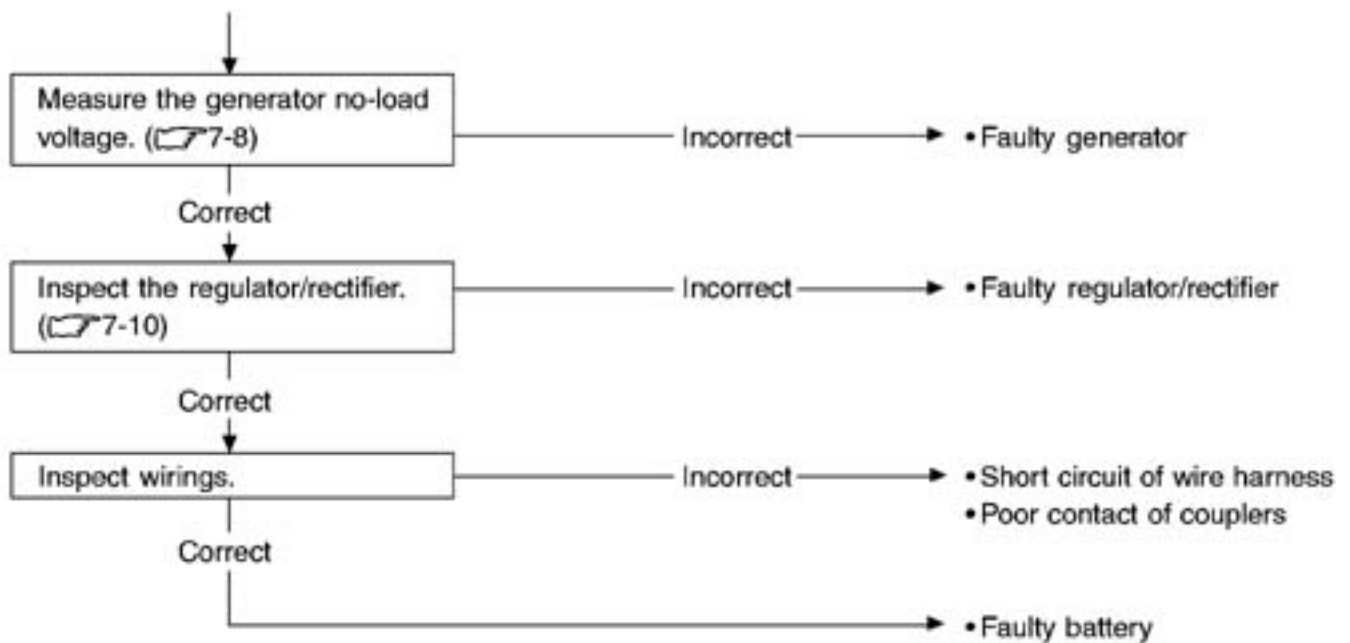 Measure the generator no-load
voltage. (☞7-8)
Incorrect
• Faulty generator
Correct
Inspect the regulator/rectifier.
(☞7-10)
Incorrect
• Faulty regulator/rectifier
Correct
Inspect wirings.
Incorrect
• Short circuit of wire harness
• Poor contact of couplers
Correct
• Faulty battery